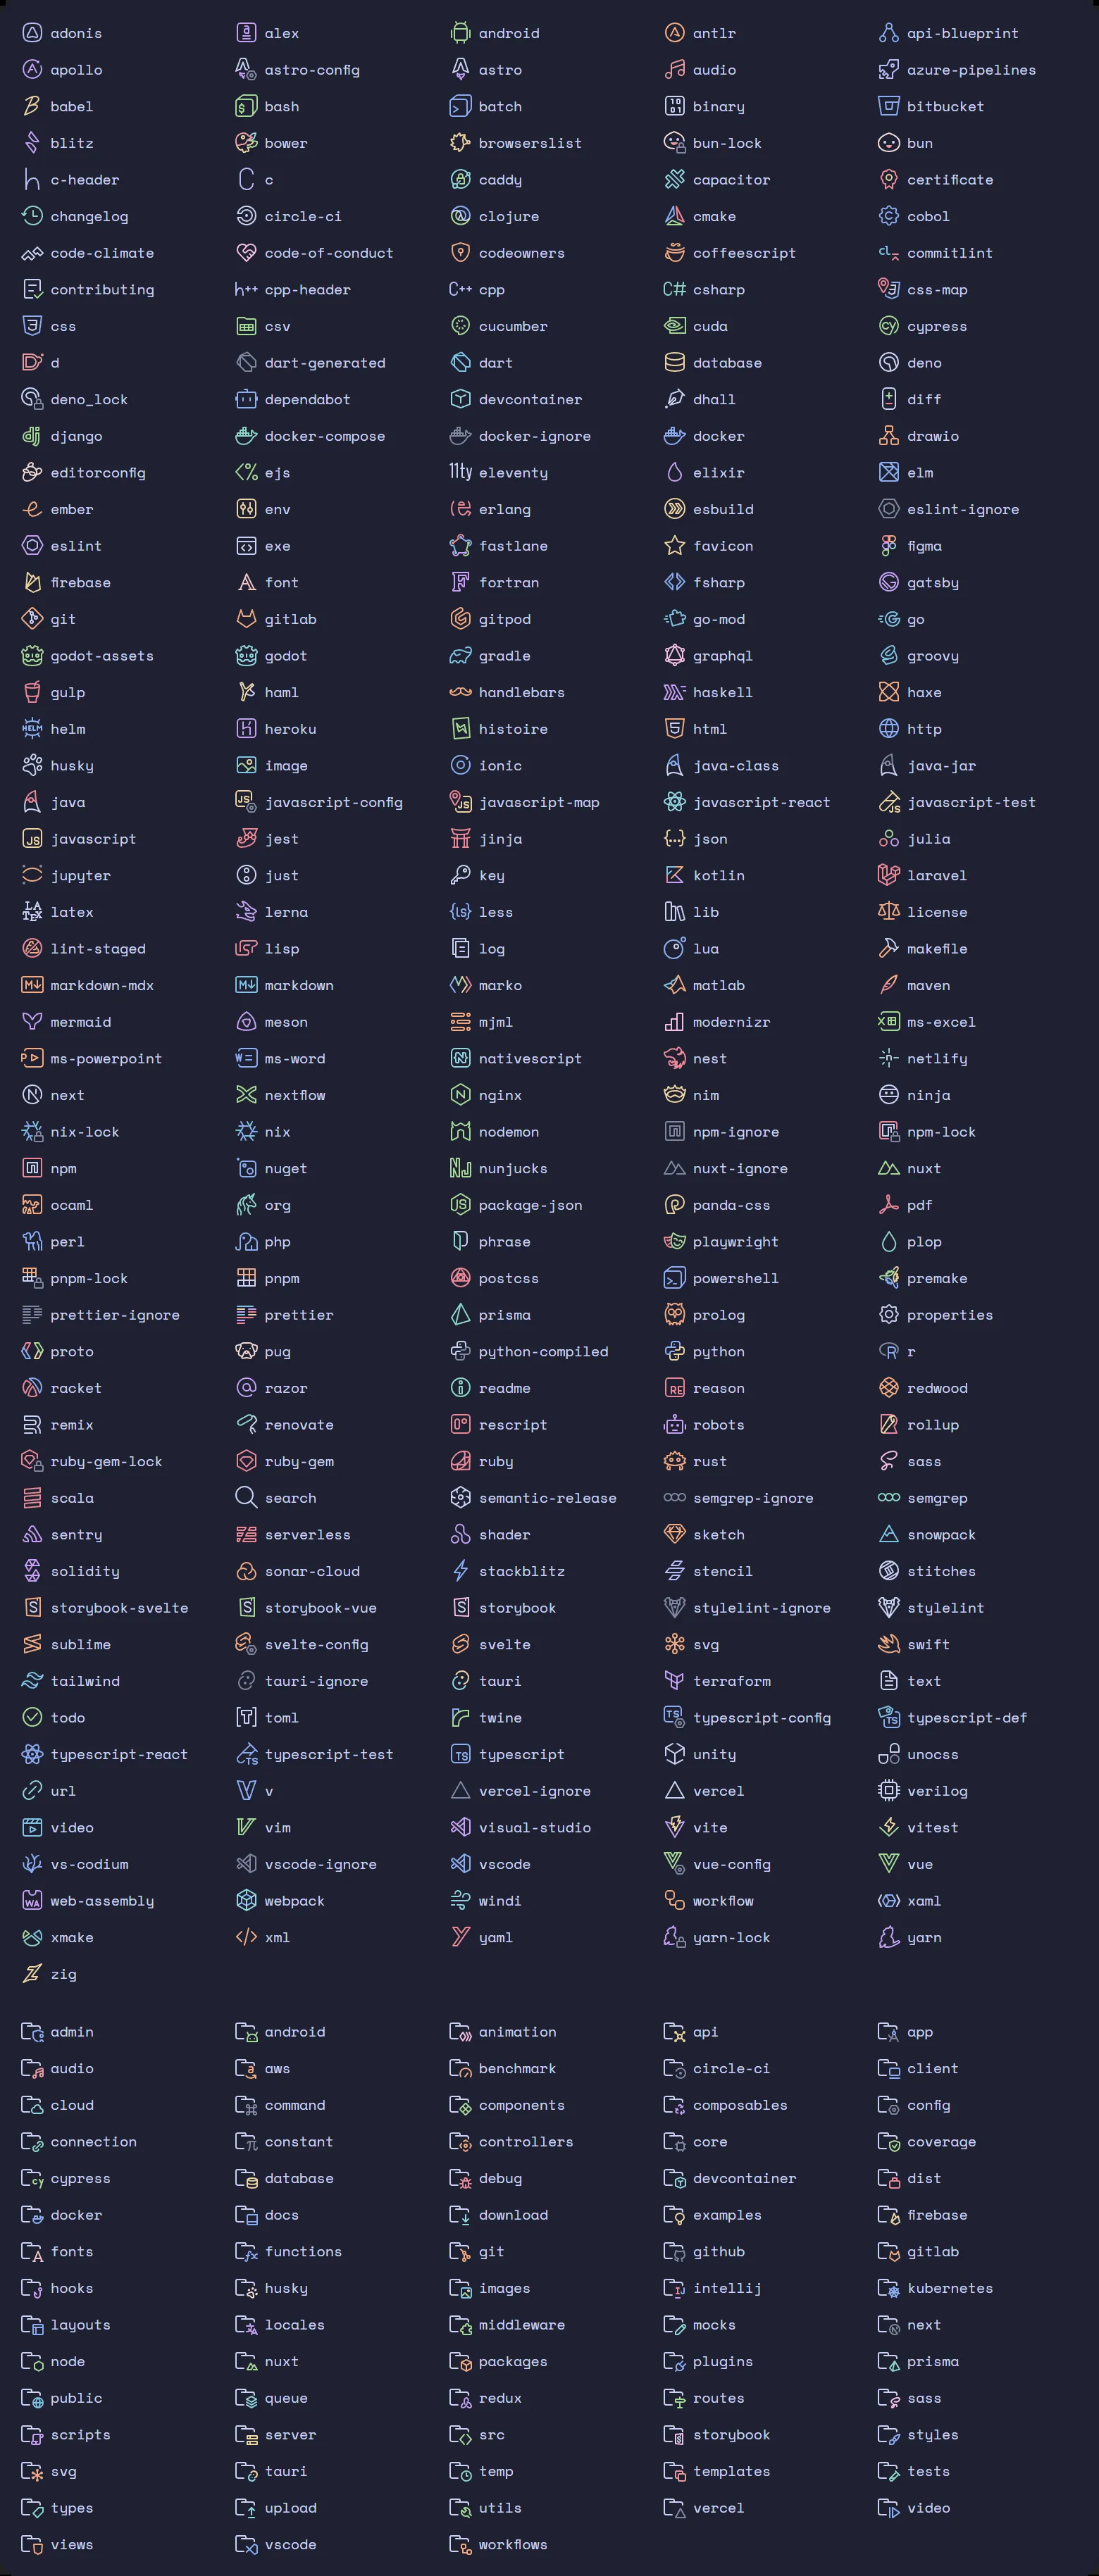 adonis alex android antlr api-blueprint
apollo astro-config astro audio azure-pipelines
babel bash batch binary bitbucket
blitz bower browserslist bun-lock bun
c-header c caddy capacitor certificate
changelog circle-ci clojure cmake cobol
code-climate code-of-conduct codeowners coffeescript commitlint
contributing cpp-header cpp csharp css-map
css csv cucumber cuda cypress
d dart-generated dart database deno
deno_lock dependabot devcontainer dhall diff
django docker-compose docker-ignore docker drawio
editorconfig ejs eleventy elixir elm
ember env erlang esbuild eslint-ignore
eslint exe fastlane favicon figma
firebase font fortran fsharp gatsby
git gitlab gitpod go-mod go
godot-assets godot gradle graphql groovy
gulp haml handlebars haskell haxe
helm heroku histoire html http
husky image ionic java-class java-jar
java javascript-config javascript-map javascript-react javascript-test
javascript jest jinja json julia
jupyter just key kotlin laravel
latex lerna less lib license
lint-staged lisp log lua makefile
markdown-mdx markdown marko matlab maven
mermaid meson mjml modernizr ms-excel
ms-powerpoint ms-word nativescript nest netlify
next nextflow nginx nim ninja
nix-lock nix nodemon npm-ignore npm-lock
npm nuget nunjucks nuxt-ignore nuxt
ocaml org package-json panda-css pdf
perl php phrase playwright plop
pnpm-lock pnpm postcss powershell premake
prettier-ignore prettier prisma prolog properties
proto pug python-compiled python r
racket razor readme reason redwood
remix renovate rescript robots rollup
ruby-gem-lock ruby-gem ruby rust sass
scala search semantic-release semgrep-ignore semgrep
sentry serverless shader sketch snowpack
solidity sonar-cloud stackblitz stencil stitches
storybook-svelte storybook-vue storybook stylelint-ignore stylelint
sublime svelte-config svelte svg swift
tailwind tauri-ignore tauri terraform text
todo toml twine typescript-config typescript-def
typescript-react typescript-test typescript unity unocss
url v vercel-ignore vercel verilog
video vim visual-studio vite vitest
vs-codium vscode-ignore vscode vue-config vue
web-assembly webpack windi workflow xaml
xmake xml yaml yarn-lock yarn
zig
admin android animation api app
audio aws benchmark circle-ci client
cloud command components composables config
connection constant controllers core coverage
cypress database debug devcontainer dist
docker docs download examples firebase
fonts functions git github gitlab
hooks husky images intellij kubernetes
layouts locales middleware mocks next
node nuxt packages plugins prisma
public queue redux routes sass
scripts server src storybook styles
svg tauri temp templates tests
types upload utils vercel video
views vscode workflows